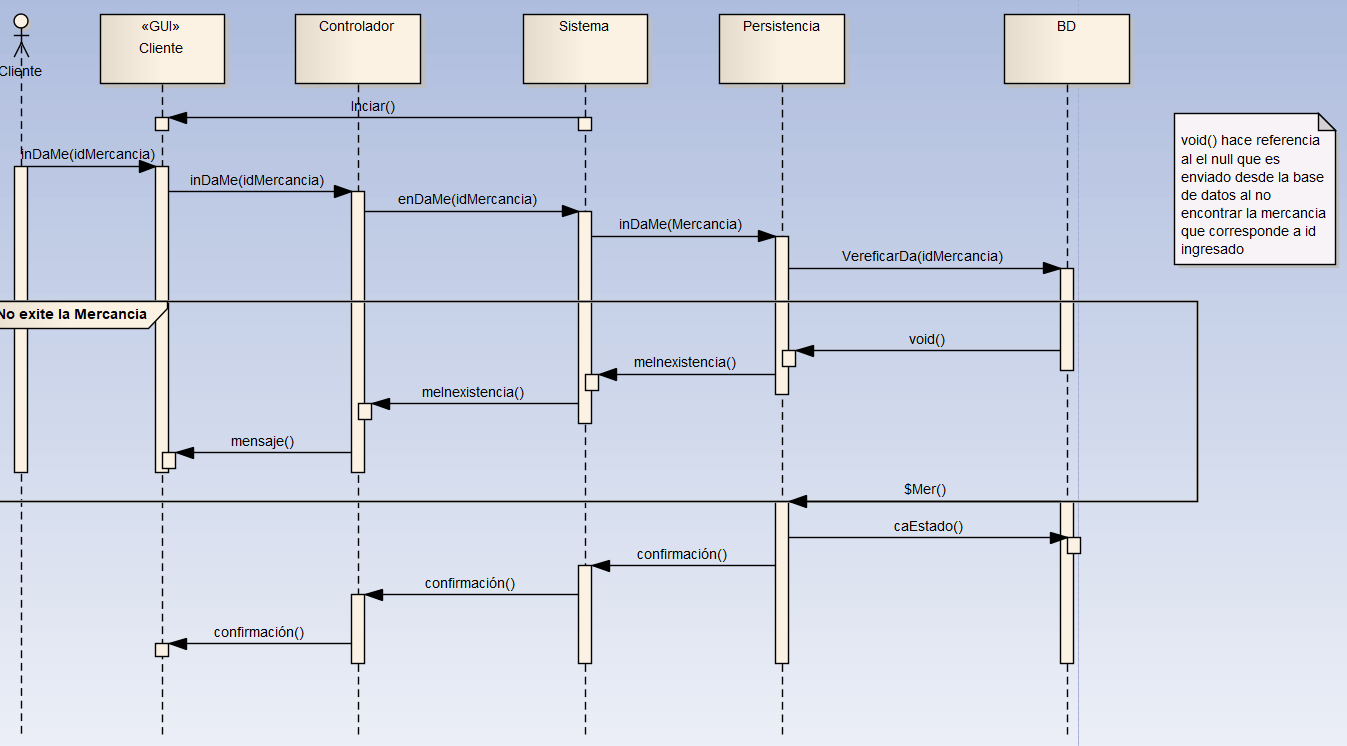 «GUI»
Cliente
Controlador
Sistema
Persistencia
BD
Cliente
Inciar()
void() hace referencia
al el null que es
enviado desde la base
de datos al no
encontrar la mercancia
que corresponde a id
ingresado
inDaMe(idMercancia)
inDaMe(idMercancia)
enDaMe(idMercancia)
inDaMe(Mercancia)
VereficarDa(idMercancia)
No exite la Mercancia
void()
meInexistencia()
meInexistencia()
mensaje()
$Mer()
caEstado()
confirmación()
confirmación()
confirmación()